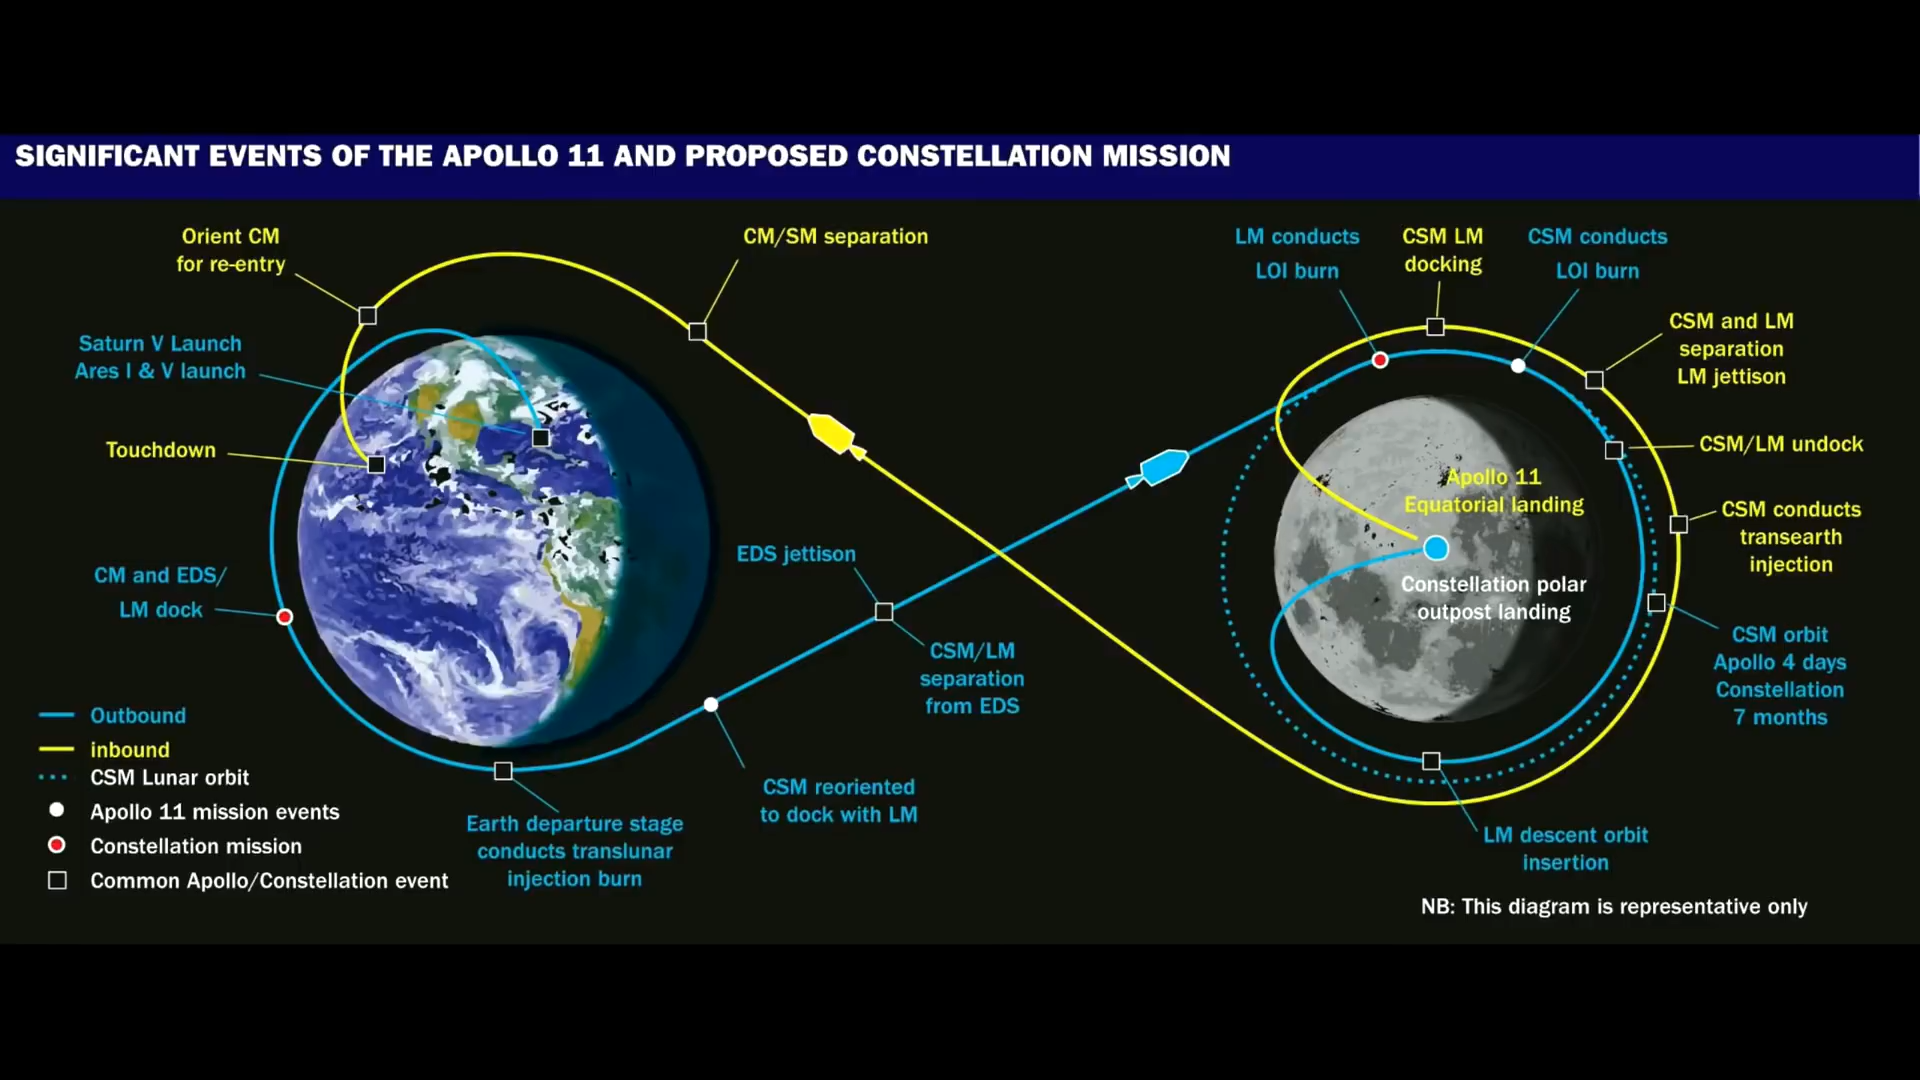 SIGNIFICANT EVENTS OF THE APOLLO 11 AND PROPOSED CONSTELLATION MISSION
Orient CM
for re-entry
CM/SM separation
LM conducts
LOI burn
CSM LM
docking
CSM conducts
LOI burn
Saturn V Launch
Ares I & V launch
CSM and LM
separation
LM jettison
Touchdown
CSM/LM undock
Apollo 11
Equatorial landing
CSM conducts
transearth
injection
EDS jettison
CM and EDS/
LM dock
Constellation polar
outpost landing
CSM/LM
separation
from EDS
CSM orbit
Apollo 4 days
Constellation
7 months
CSM reoriented
to dock with LM
Earth departure stage
conducts translunar
injection burn
LM descent orbit
insertion
Outbound
inbound
CSM Lunar orbit
Apollo 11 mission events
Constellation mission
Common Apollo/Constellation event
NB: This diagram is representative only